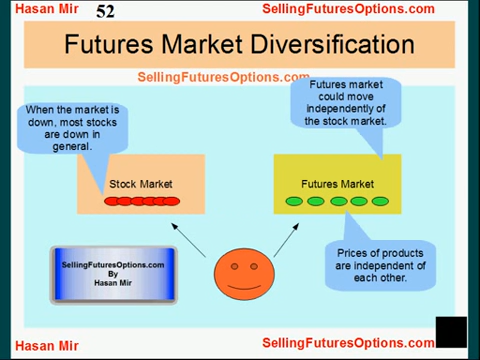 Hasan Mir 52 SellingFuturesOptions.com
Futures Market Diversification
SellingFuturesOptions.com
When the market is
down, most stocks
are down in
general.
Futures market
could move
independently of
the stock market.
Stock Market
Futures Market
SellingFuturesOptions.com
By
Hasan Mir
Prices of products
are independent of
each other.
Hasan Mir SellingFuturesOptions.com